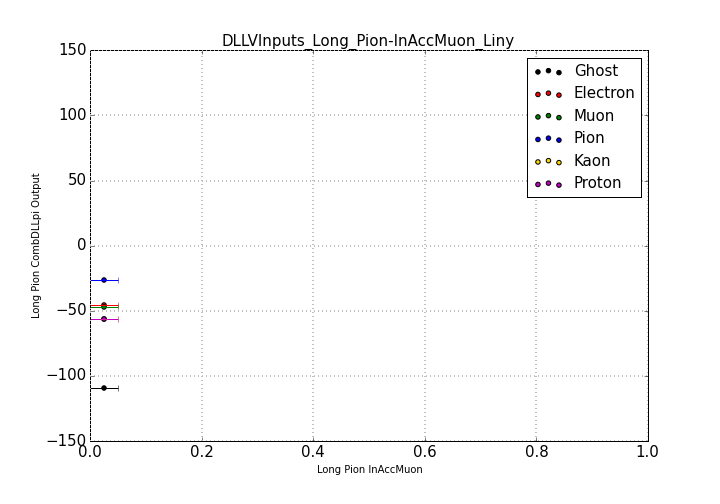 DLLVInputs_Long_Pion-InAccMuon_Liny
150
100
50
0
−50
−100
−150
Long Pion CombDLLpi Output
Ghost
Electron
Muon
Pion
Kaon
Proton
0.0 0.2 0.4 0.6 0.8 1.0
Long Pion InAccMuon